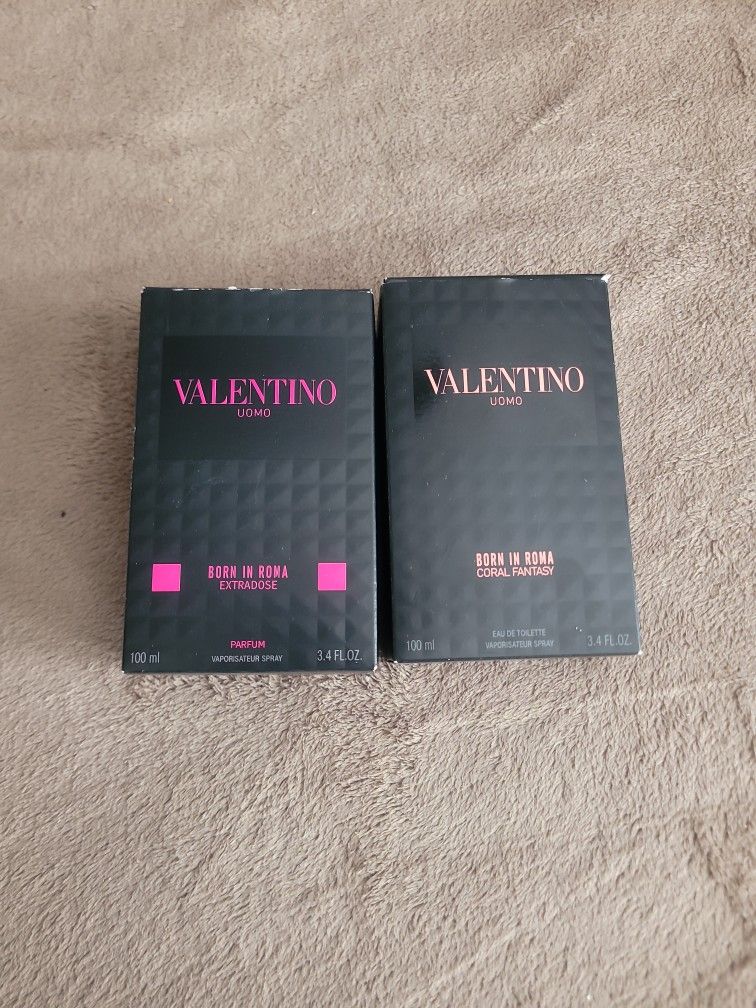 VALENTINO
UOMO
BORN IN ROMA
EXTRADOSE
PARFUM
100 ml
VAPORISATEUR SPRAY
3.4 FL.OZ.
VALENTINO
UOMO
BORN IN ROMA
CORAL FANTASY
EAU DE TOILETTE
100 ml
VAPORISATEUR SPRAY
3.4 FL.OZ.